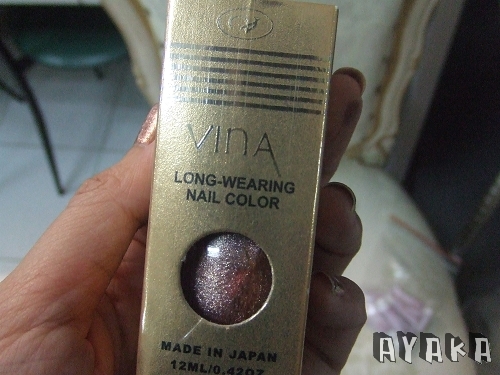 VINA
LONG-WEARING
NAIL COLOR
MADE IN JAPAN
12ML/0.42OZ
AYAKA